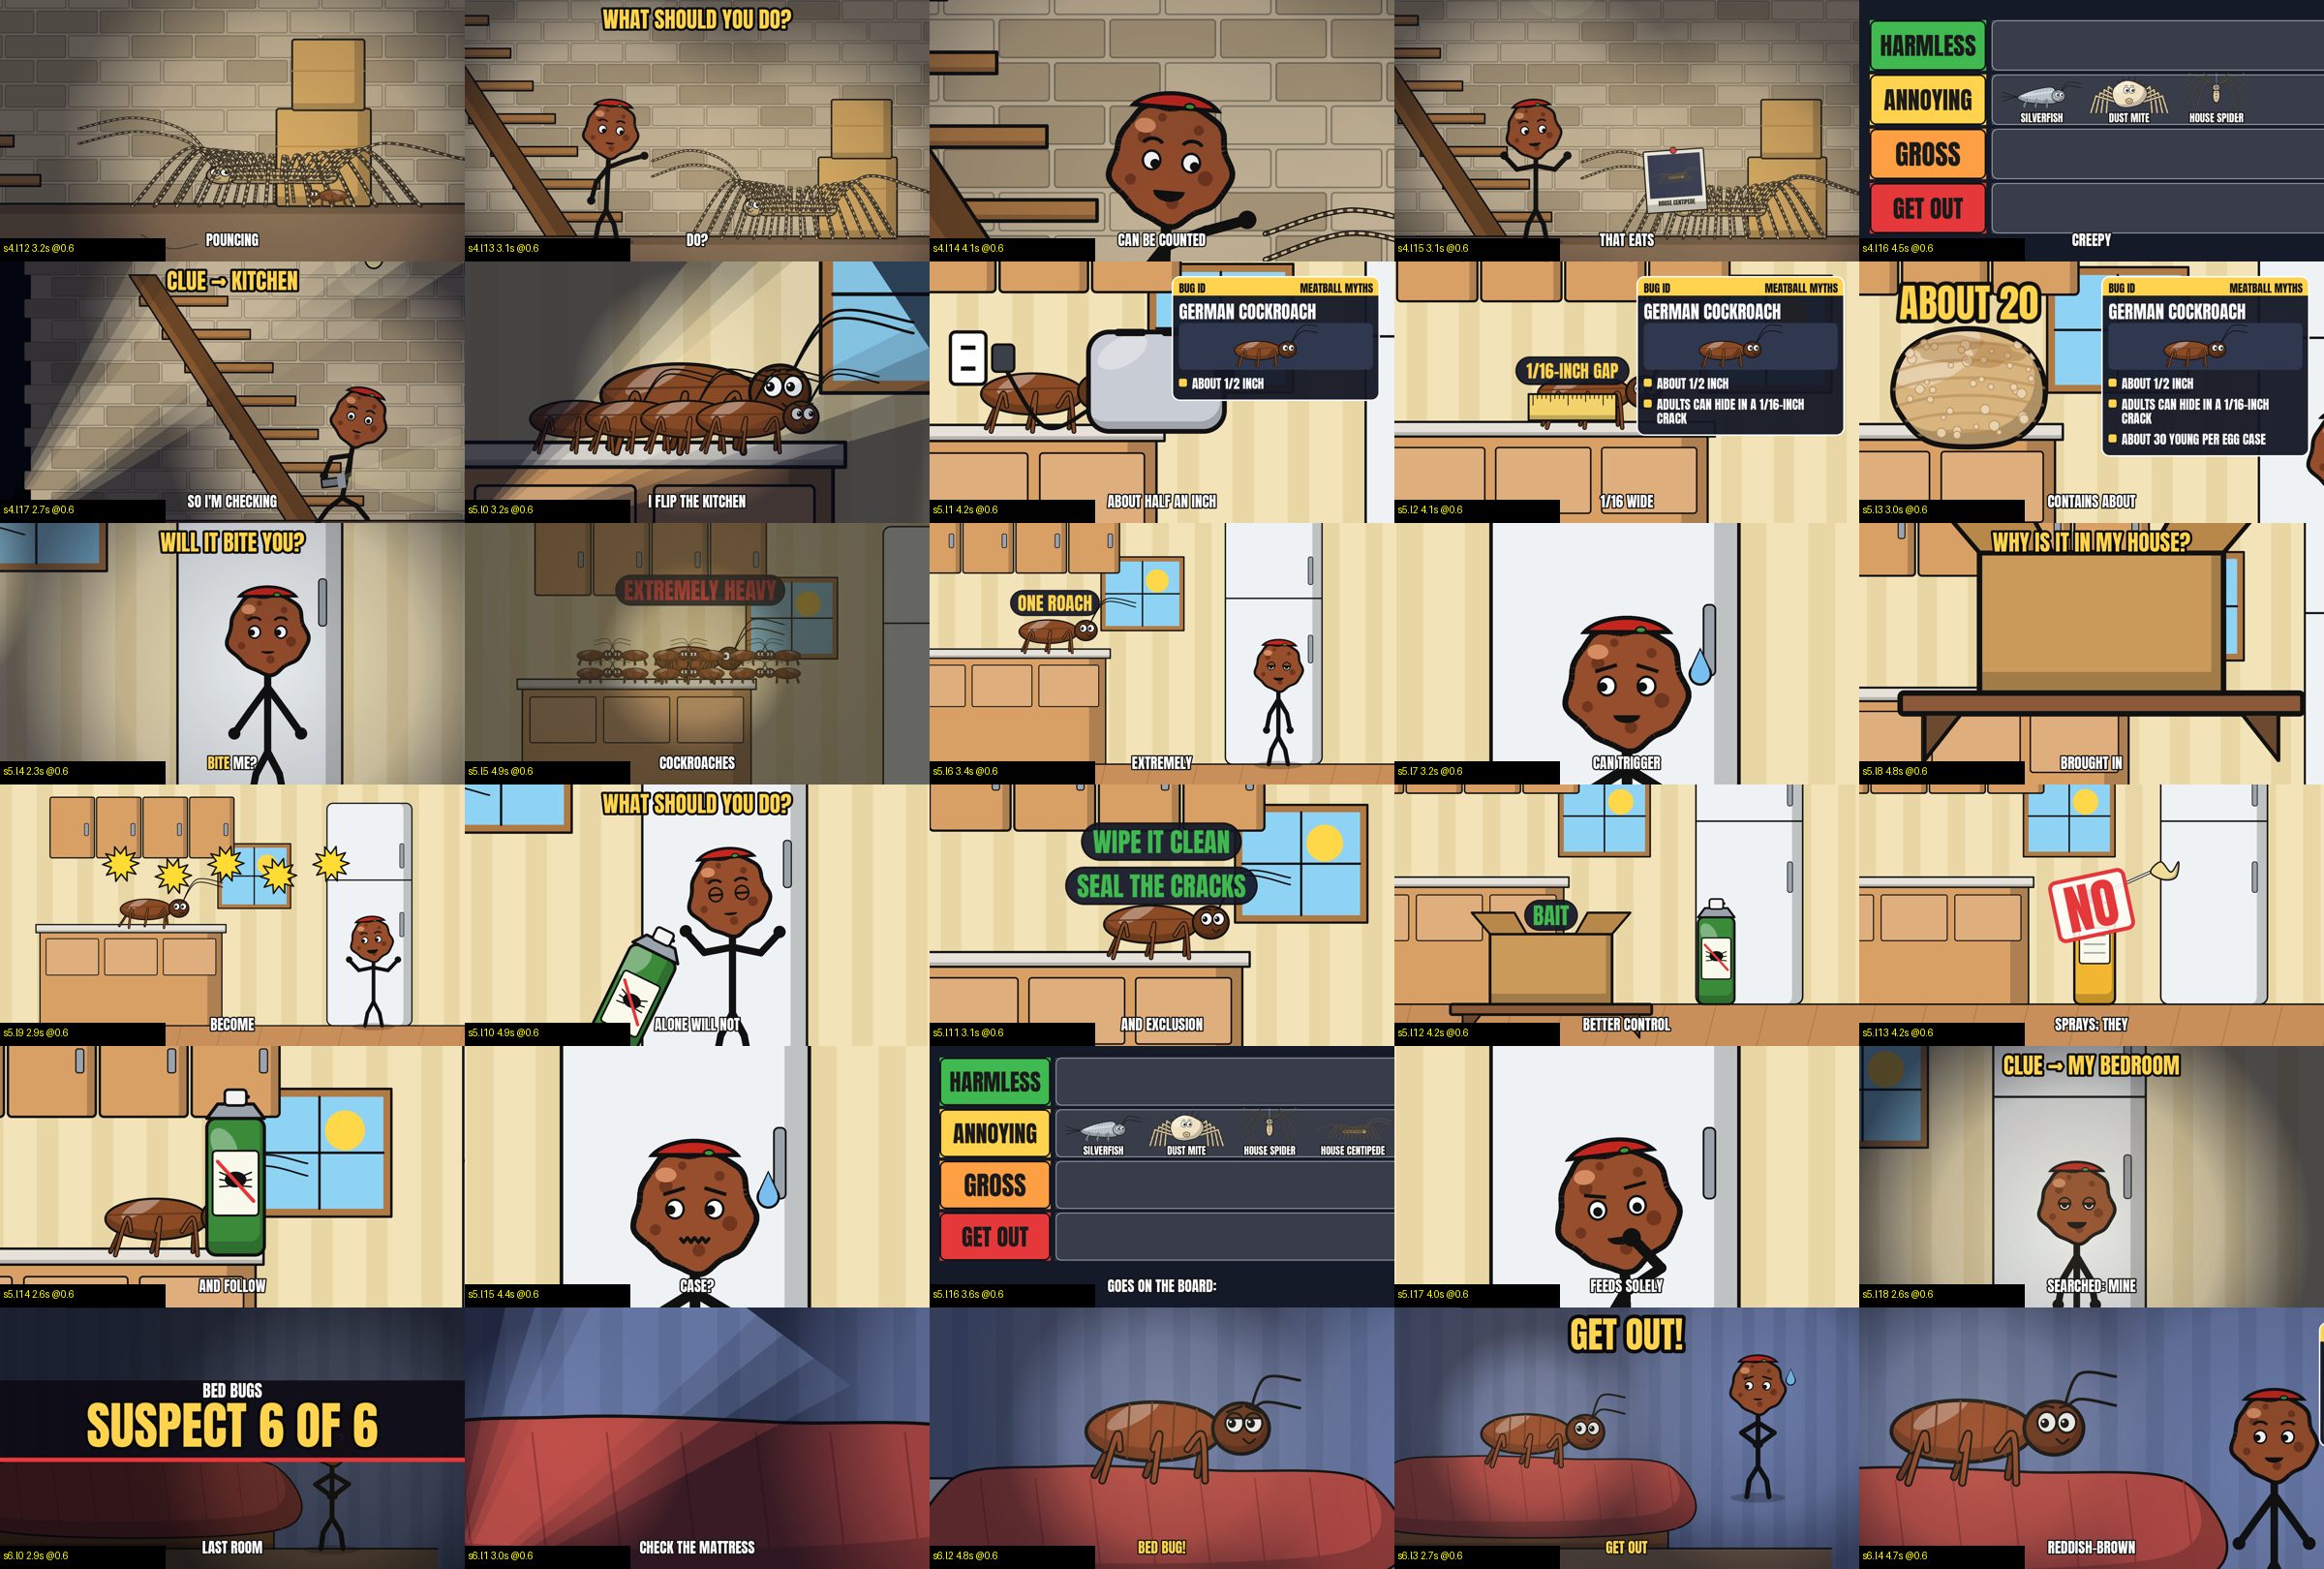 POUNCING
s4.l12 3.2s @0.6
WHAT SHOULD YOU DO?
DO?
s4.l13 3.1s @0.6
CAN BE COUNTED
s4.l14 4.1s @0.6
HOUSE CENTIPEDE
THAT EATS
s4.l15 3.1s @0.6
HARMLESS
ANNOYING
SILVERFISH
DUST MITE
HOUSE SPIDER
GROSS
GET OUT
CREEPY
s4.l16 4.5s @0.6
CLUE → KITCHEN
SO I'M CHECKING
s4.l17 2.7s @0.6
I FLIP THE KITCHEN
s5.l0 3.2s @0.6
BUG ID
MEATBALL MYTHS
GERMAN COCKROACH
ABOUT 1/2 INCH
ABOUT HALF AN INCH
s5.l1 4.2s @0.6
1/16-INCH GAP
BUG ID
MEATBALL MYTHS
GERMAN COCKROACH
ABOUT 1/2 INCH
ADULTS CAN HIDE IN A 1/16-INCH
CRACK
1/16 WIDE
s5.l2 4.1s @0.6
ABOUT 20
BUG ID
MEATBALL MYTHS
GERMAN COCKROACH
ABOUT 1/2 INCH
ADULTS CAN HIDE IN A 1/16-INCH
CRACK
ABOUT 30 YOUNG PER EGG CASE
CONTAINS ABOUT
s5.l3 3.0s @0.6
WILL IT BITE YOU?
BITE ME?
s5.l4 2.3s @0.6
EXTREMELY HEAVY
COCKROACHES
s5.l5 4.9s @0.6
ONE ROACH
EXTREMELY
s5.l6 3.4s @0.6
CAN TRIGGER
s5.l7 3.2s @0.6
WHY IS IT IN MY HOUSE?
BROUGHT IN
s5.l8 4.8s @0.6
BECOME
s5.l9 2.9s @0.6
WHAT SHOULD YOU DO?
ALONE WILL NOT
s5.l10 4.9s @0.6
WIPE IT CLEAN
SEAL THE CRACKS
AND EXCLUSION
s5.l11 3.1s @0.6
BAIT
BETTER CONTROL
s5.l12 4.2s @0.6
NO
SPRAYS: THEY
s5.l13 4.2s @0.6
AND FOLLOW
s5.l14 2.6s @0.6
CASE?
s5.l15 4.4s @0.6
HARMLESS
ANNOYING
SILVERFISH
DUST MITE
HOUSE SPIDER
HOUSE CENTIPEDE
GROSS
GET OUT
GOES ON THE BOARD:
s5.l16 3.6s @0.6
FEEDS SOLELY
s5.l17 4.0s @0.6
CLUE → MY BEDROOM
SEARCHED: MINE
s5.l18 2.6s @0.6
BED BUGS
SUSPECT 6 OF 6
LAST ROOM
s6.l0 2.9s @0.6
CHECK THE MATTRESS
s6.l1 3.0s @0.6
BED BUG!
s6.l2 4.8s @0.6
GET OUT!
GET OUT
s6.l3 2.7s @0.6
REDDISH-BROWN
s6.l4 4.7s @0.6